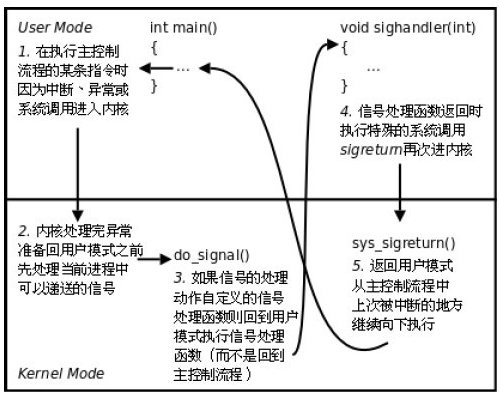 User Mode
1. 在执行主控制
流程的某条指令时
因为中断、异常或
系统调用进入内核
int main()
{
...
}
void sighandler(int)
{
...
}
4. 信号处理函数返回时
执行特殊的系统调用
sigreturn再次进内核
2. 内核处理完异常
准备回用户模式之前
先处理当前进程中
可以递送的信号
do_signal()
3. 如果信号的处理
动作自定义的信号
处理函数则回到用户
模式执行信号处理
函数（而不是回到
主控制流程）
sys_sigreturn()
5. 返回用户模式
从主控制流程中
上次被中断的地方
继续向下执行
Kernel Mode